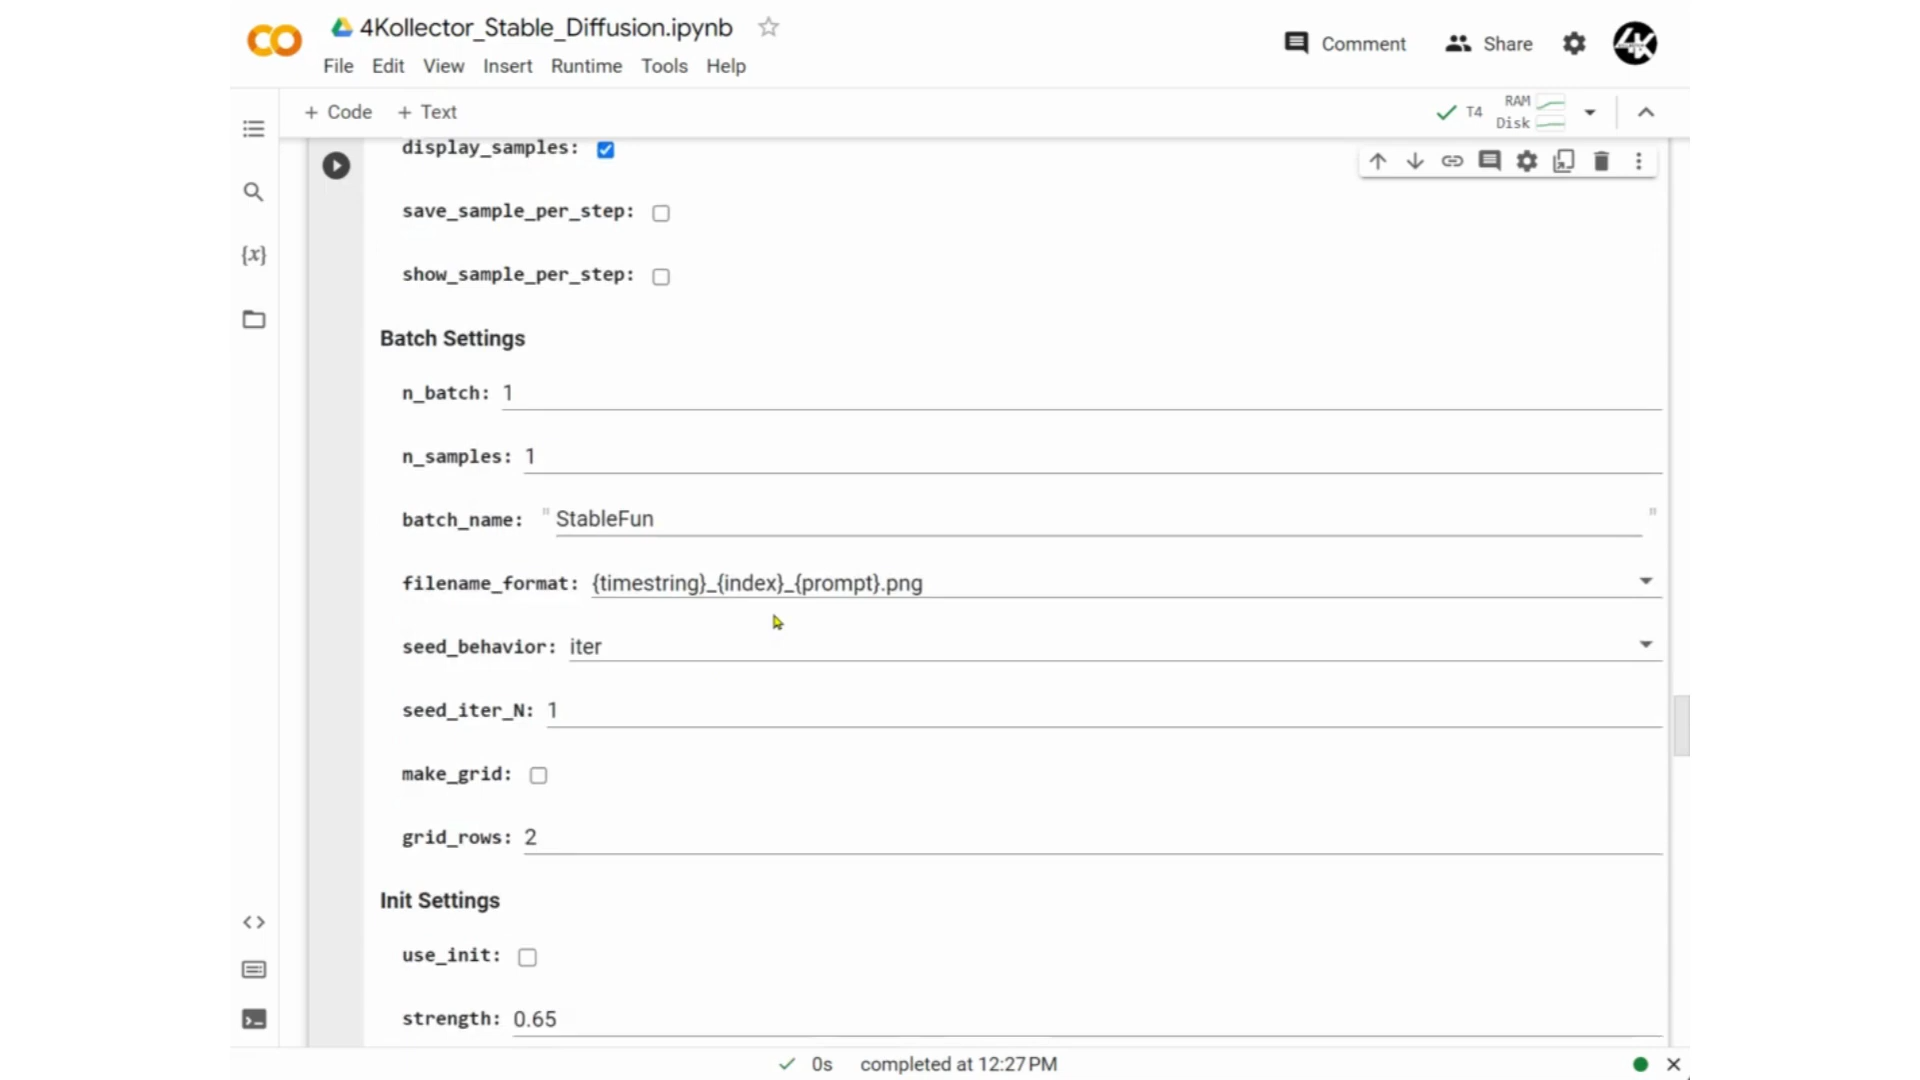 4Kollector_Stable_Diffusion.ipynb
File Edit View Insert Runtime Tools Help
Comment Share
+ Code + Text
T4 RAM Disk
display_samples:
save_sample_per_step:
show_sample_per_step:
Batch Settings
n_batch: 1
n_samples: 1
batch_name: " StableFun "
filename_format: {timestring}_{index}_{prompt}.png
seed_behavior: iter
seed_iter_N: 1
make_grid:
grid_rows: 2
Init Settings
use_init:
strength: 0.65
0s completed at 12:27 PM